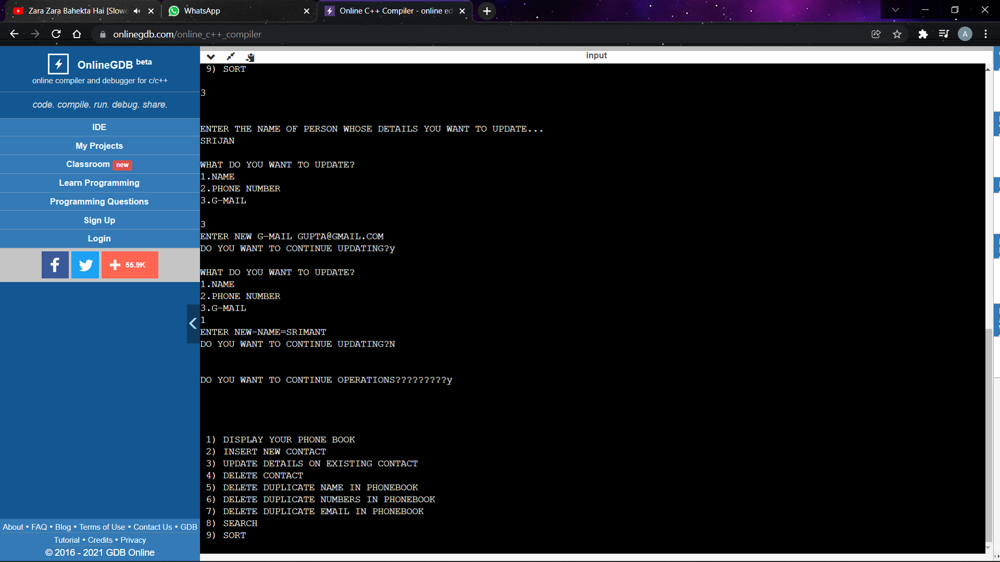 Zara Zara Bahekta Hai [Slowe
WhatsApp
Online C++ Compiler - online ed
onlinegdb.com/online_c++_compiler
A
OnlineGDB beta
online compiler and debugger for c/c++
code. compile. run. debug. share.
IDE
My Projects
Classroom new
Learn Programming
Programming Questions
Sign Up
Login
f
55.9K
About • FAQ • Blog • Terms of Use • Contact Us • GDB
Tutorial • Credits • Privacy
© 2016 - 2021 GDB Online
input
9) SORT
3
ENTER THE NAME OF PERSON WHOSE DETAILS YOU WANT TO UPDATE...
SRIJAN
WHAT DO YOU WANT TO UPDATE?
1.NAME
2.PHONE NUMBER
3.G-MAIL
3
ENTER NEW G-MAIL GUPTA@GMAIL.COM
DO YOU WANT TO CONTINUE UPDATING?y
WHAT DO YOU WANT TO UPDATE?
1.NAME
2.PHONE NUMBER
3.G-MAIL
1
ENTER NEW-NAME=SRIMANT
DO YOU WANT TO CONTINUE UPDATING?N
DO YOU WANT TO CONTINUE OPERATIONS?????????y
1) DISPLAY YOUR PHONE BOOK
2) INSERT NEW CONTACT
3) UPDATE DETAILS ON EXISTING CONTACT
4) DELETE CONTACT
5) DELETE DUPLICATE NAME IN PHONEBOOK
6) DELETE DUPLICATE NUMBERS IN PHONEBOOK
7) DELETE DUPLICATE EMAIL IN PHONEBOOK
8) SEARCH
9) SORT